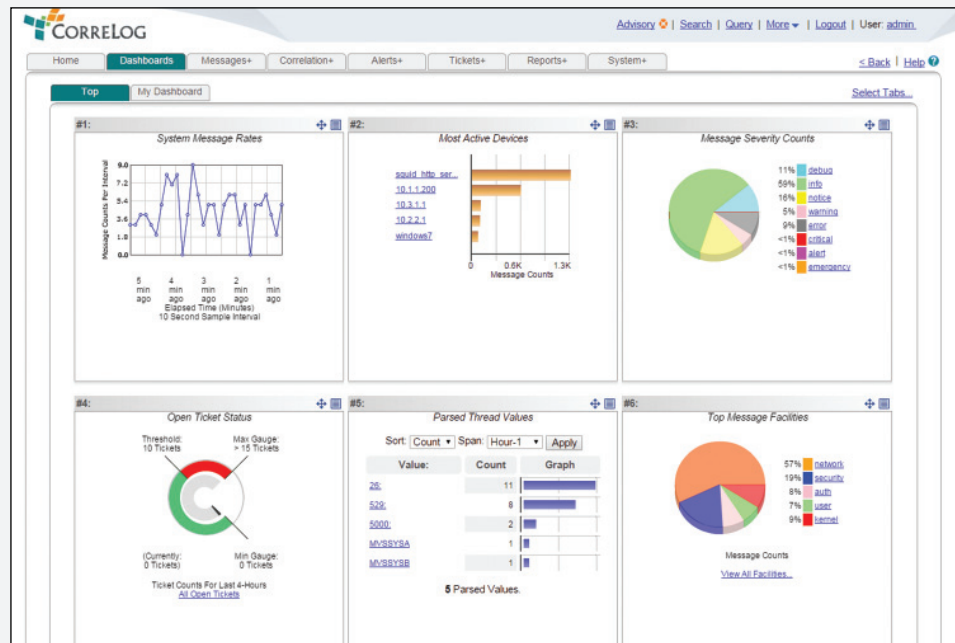 CORRELOG
Advisory | Search | Query | More | Logout | User: admin
Home Dashboards Messages+ Correlation+ Alerts+ Tickets+ Reports+ System+ < Back | Help ?
Top My Dashboard Select Tabs...
#1:
System Message Rates
Message Counts Per Interval
9.0
7.2
5.4
3.6
1.8
0.0
5 min ago 4 min ago 3 min ago 2 min ago 1 min ago
Elapsed Time (Minutes)
10 Second Sample Interval
#2:
Most Active Devices
squid_http_ser...
10.1.1.200
10.3.1.1
10.2.2.1
windows7
0 0.6K 1.3K
Message Counts
#3:
Message Severity Counts
11% debug
59% info
16% notice
5% warning
9% error
<1% critical
<1% alert
<1% emergency
#4:
Open Ticket Status
Threshold: 10 Tickets
Max Gauge: > 15 Tickets
(Currently: 0 Tickets)
Min Gauge: 0 Tickets
Ticket Counts For Last 4-Hours
All Open Tickets
#5:
Parsed Thread Values
Sort: Count Span: Hour-1 Apply
Value: Count Graph
26: 11
529: 8
5000: 2
MVSSYSA 1
MVSSYSB 1
5 Parsed Values.
#6:
Top Message Facilities
57% network
19% security
8% auth
7% user
9% kernel
Message Counts
View All Facilities...